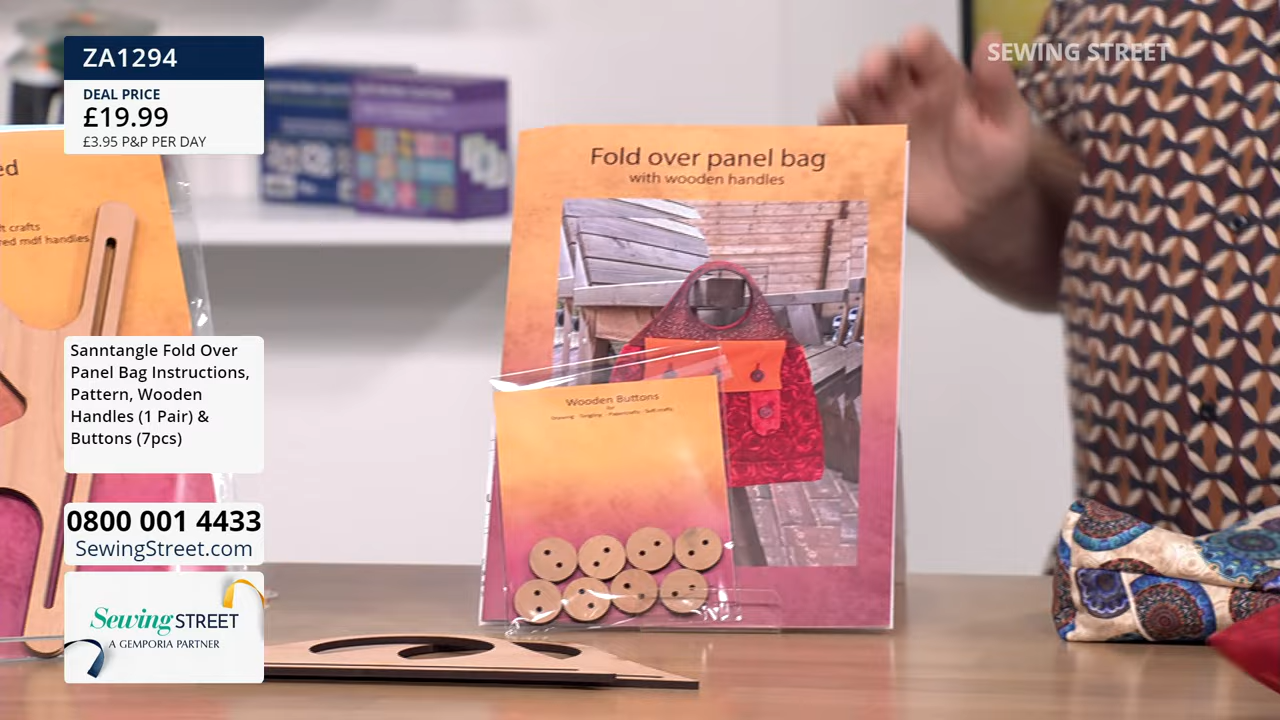 ZA1294
DEAL PRICE
£19.99
£3.95 P&P PER DAY
SEWING STREET
ed
ft crafts
red mdf handles
Fold over panel bag
with wooden handles
Wooden Buttons
for
Sanntangle Fold Over
Panel Bag Instructions,
Pattern, Wooden
Handles (1 Pair) &
Buttons (7pcs)
0800 001 4433
SewingStreet.com
Sewing STREET
A GEMPORIA PARTNER